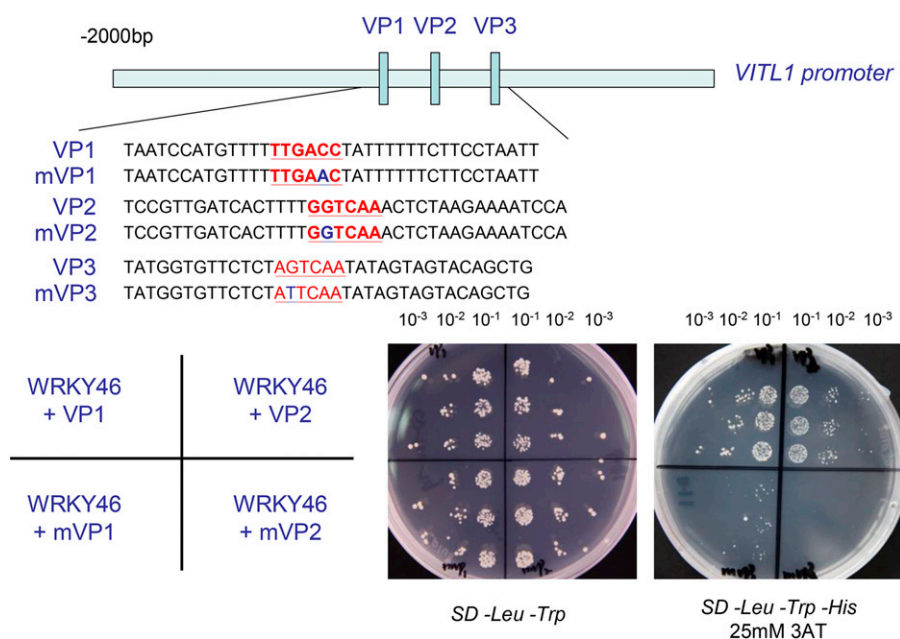 VP1 VP2 VP3
-2000bp
VITL1 promoter
VP1 TAATCCATGTTTTTTGACCTATTTTTTCTTCCTAATT
mVP1 TAATCCATGTTTTTTGAACTATTTTTTCTTCCTAATT
VP2 TCCGTTGATCACTTTTGGTCAAACTCTAAGAAAATCCA
mVP2 TCCGTTGATCACTTTTGGTCAAACTCTAAGAAAATCCA
VP3 TATGGTGTTCTCTAGTCAATATAGTAGTACAGCTG
mVP3 TATGGTGTTCTCTATTCAATATAGTAGTACAGCTG
10-3 10-2 10-1 10-1 10-2 10-3 10-3 10-2 10-1 10-1 10-2 10-3
WRKY46 WRKY46
+ VP1 + VP2
WRKY46 WRKY46
+ mVP1 + mVP2
SD -Leu -Trp SD -Leu -Trp -His
25mM 3AT